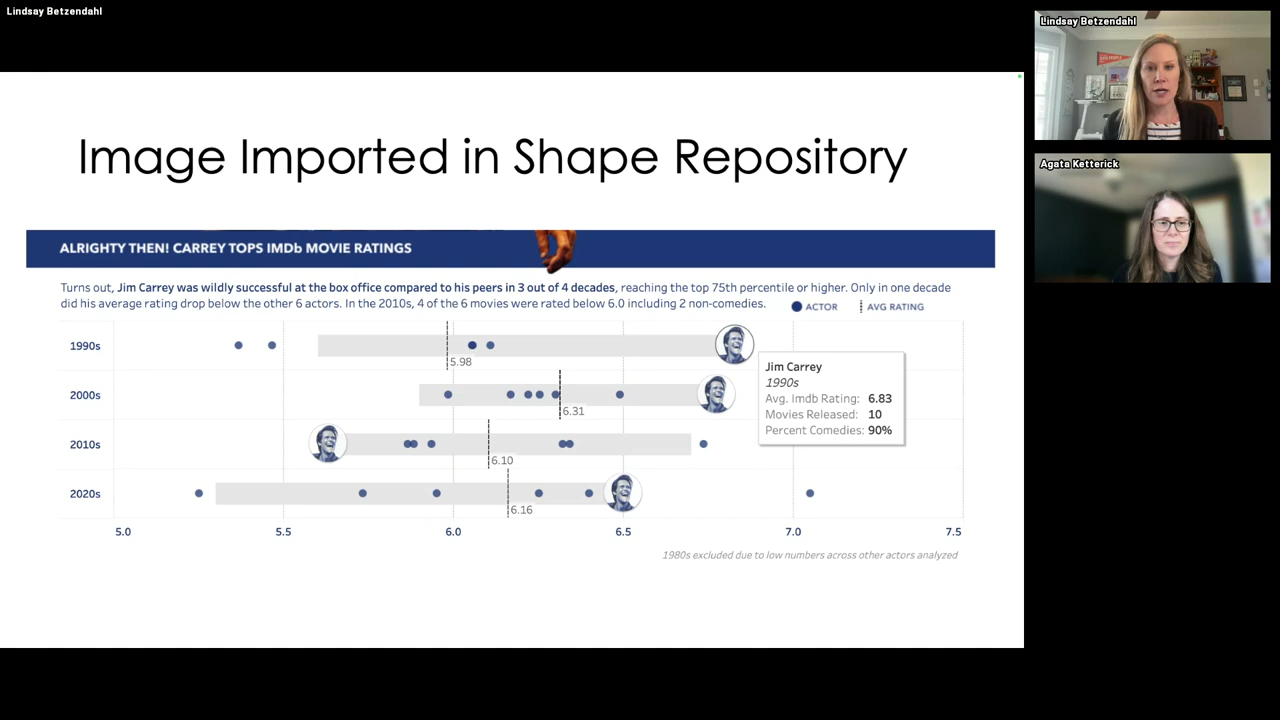 Lindsay Betzendahl
Lindsay Betzendahl
Agata Ketterick
Image Imported in Shape Repository
ALRIGHTY THEN! CARREY TOPS IMDb MOVIE RATINGS
Turns out, Jim Carrey was wildly successful at the box office compared to his peers in 3 out of 4 decades, reaching the top 75th percentile or higher. Only in one decade
did his average rating drop below the other 6 actors. In the 2010s, 4 of the 6 movies were rated below 6.0 including 2 non-comedies.
ACTOR AVG RATING
1990s
5.98
2000s
6.31
2010s
6.10
2020s
6.16
Jim Carrey
1990s
Avg. Imdb Rating: 6.83
Movies Released: 10
Percent Comedies: 90%
5.0 5.5 6.0 6.5 7.0 7.5
1980s excluded due to low numbers across other actors analyzed